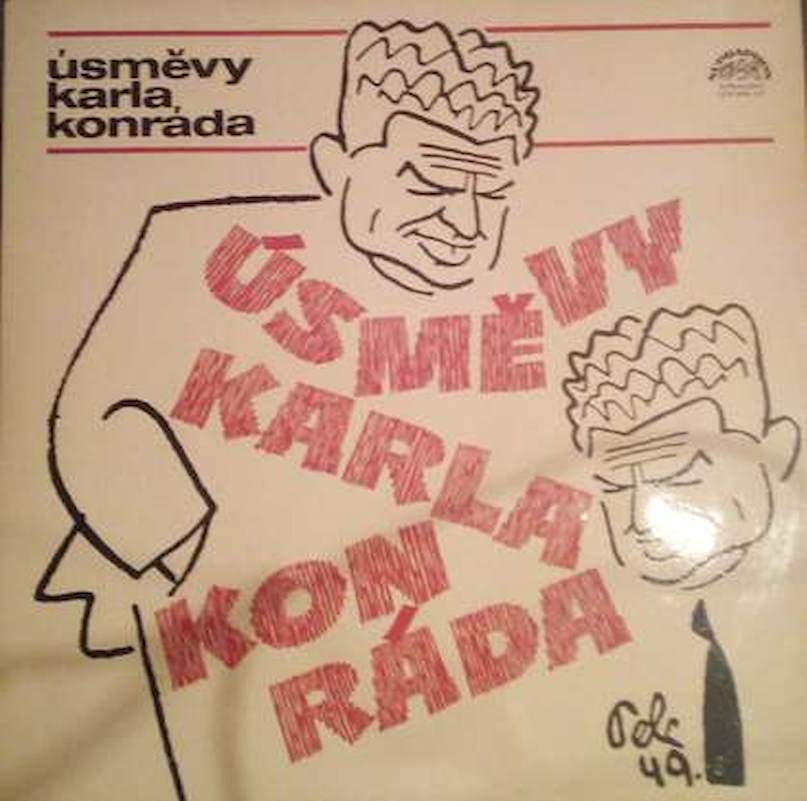 úsměvy
karla
konráda
ÚSMĚVY
KARLA
KON
RÁDA
49.